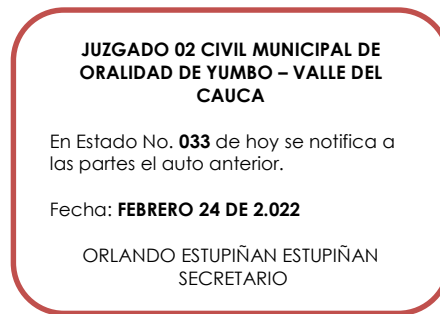 JUZGADO 02 CIVIL MUNICIPAL DE
ORALIDAD DE YUMBO – VALLE DEL
CAUCA
En Estado No. 033 de hoy se notifica a
las partes el auto anterior.
Fecha: FEBRERO 24 DE 2.022
ORLANDO ESTUPIÑAN ESTUPIÑAN
SECRETARIO